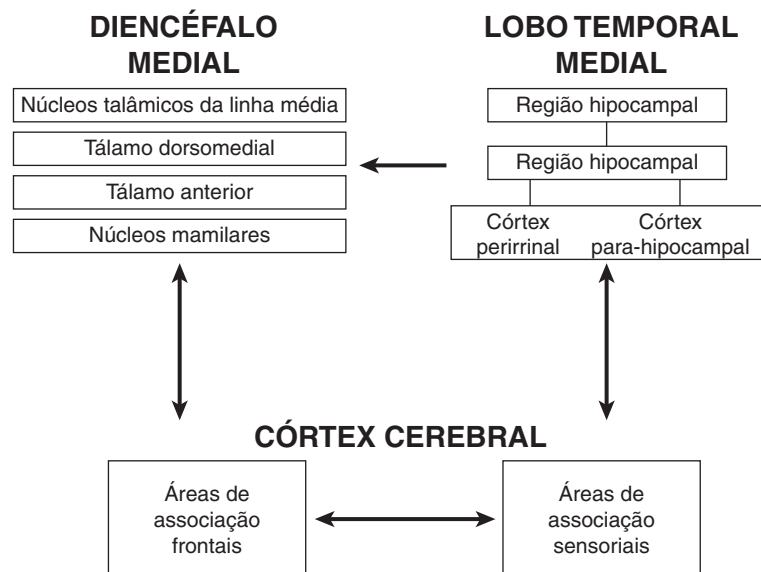 DIENCÉFALO
MEDIAL
Núcleos talâmicos da linha média
Tálamo dorsomedial
Tálamo anterior
Núcleos mamilares
LOBO TEMPORAL
MEDIAL
Região hipocampal
Região hipocampal
Córtex
perirrinal
Córtex
para-hipocampal
CÓRTEX CEREBRAL
Áreas de
associação
frontais
Áreas de
associação
sensoriais